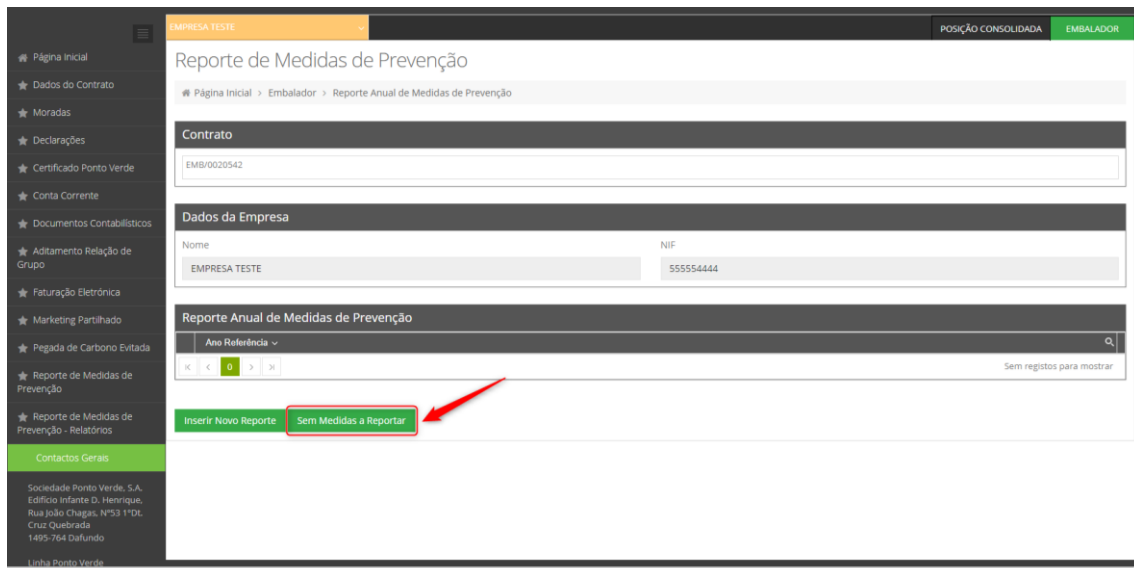 EMPRESA TESTE
POSIÇÃO CONSOLIDADA
EMBALADOR
Página Inicial
Dados do Contrato
Moradas
Declarações
Certificado Ponto Verde
Conta Corrente
Documentos Contabilísticos
Aditamento Relação de
Grupo
Faturação Eletrónica
Marketing Partilhado
Pegada de Carbono Evitada
Reporte de Medidas de
Prevenção
Reporte de Medidas de
Prevenção - Relatórios
Contactos Gerais
Sociedade Ponto Verde, S.A.
Edifício Infante D. Henrique,
Rua João Chagas, Nº53 1ºDt.
Cruz Quebrada
1495-764 Dafundo
Linha Ponto Verde
Reporte de Medidas de Prevenção
Página Inicial > Embalador > Reporte Anual de Medidas de Prevenção
Contrato
EMB/0020542
Dados da Empresa
Nome
NIF
EMPRESA TESTE
555554444
Reporte Anual de Medidas de Prevenção
Ano Referência
0
Sem registos para mostrar
Inserir Novo Reporte
Sem Medidas a Reportar